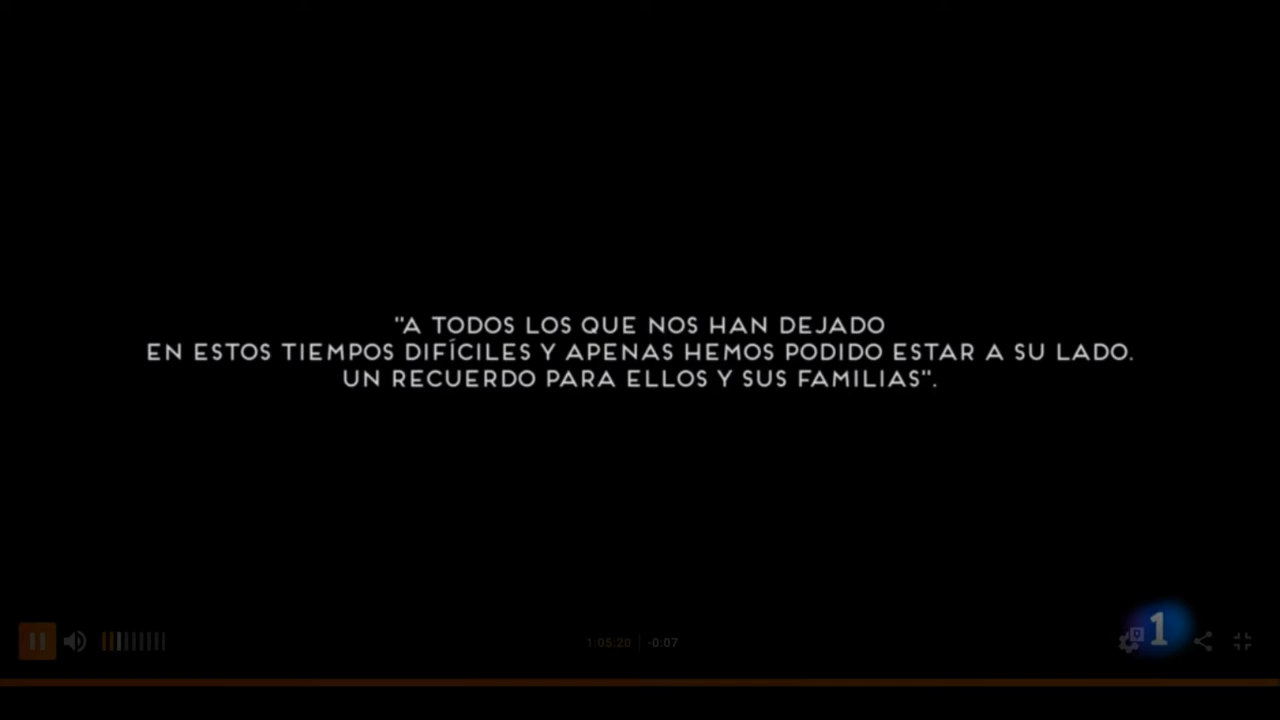 "A TODOS LOS QUE NOS HAN DEJADO
EN ESTOS TIEMPOS DIFÍCILES Y APENAS HEMOS PODIDO ESTAR A SU LADO.
UN RECUERDO PARA ELLOS Y SUS FAMILIAS".
1:05:20 | -0:07
1